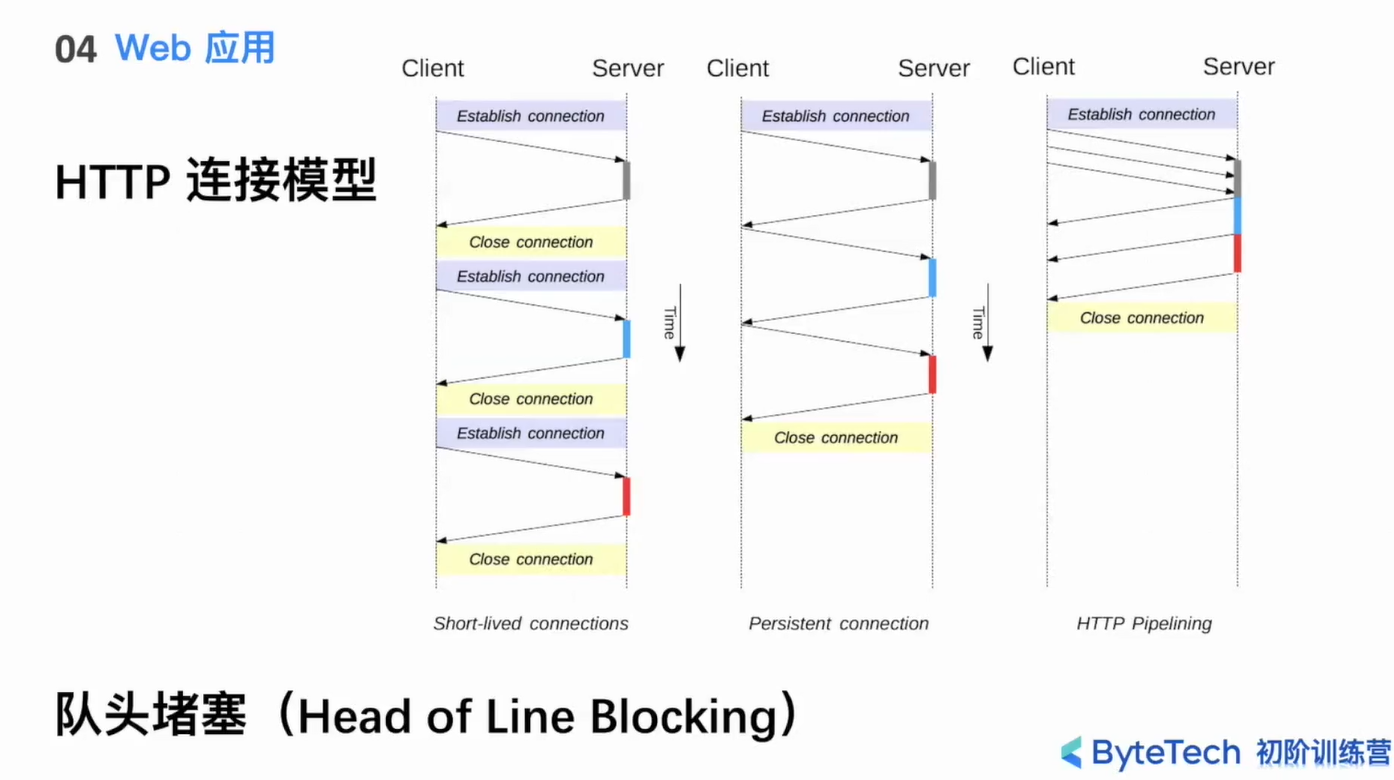 04 Web 应用
HTTP 连接模型
Client Server
Establish connection
Close connection
Establish connection
Close connection
Establish connection
Close connection
Short-lived connections
Time
Client Server
Establish connection
Close connection
Persistent connection
Time
Client Server
Establish connection
Close connection
HTTP Pipelining
队头堵塞（Head of Line Blocking）
ByteTech 初阶训练营